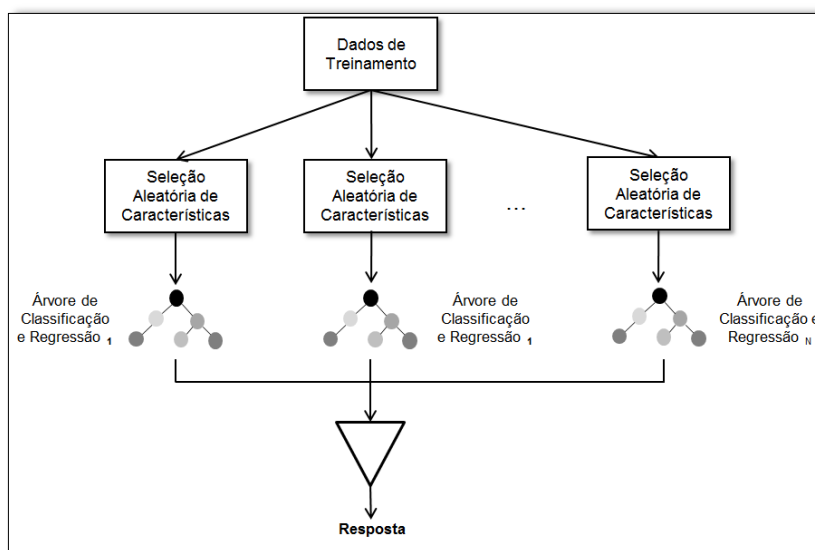 Dados de
Treinamento
Seleção
Aleatória de
Características
Seleção
Aleatória de
Características
...
Seleção
Aleatória de
Características
Árvore de
Classificação
e Regressão 1
Árvore de
Classificação
e Regressão 1
Árvore de
Classificação e
Regressão N
Resposta